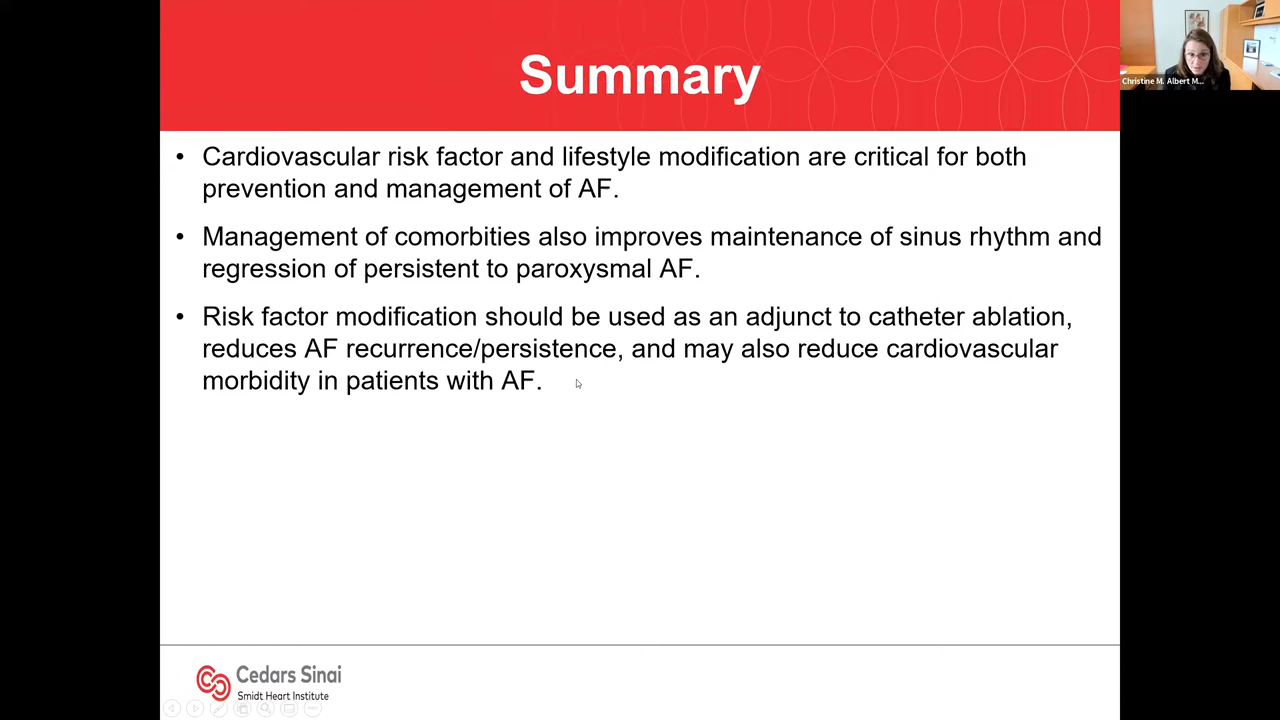 Summary
Christine M. Albert M...
• Cardiovascular risk factor and lifestyle modification are critical for both
prevention and management of AF.
• Management of comorbities also improves maintenance of sinus rhythm and
regression of persistent to paroxysmal AF.
• Risk factor modification should be used as an adjunct to catheter ablation,
reduces AF recurrence/persistence, and may also reduce cardiovascular
morbidity in patients with AF.
Cedars Sinai
Smidt Heart Institute